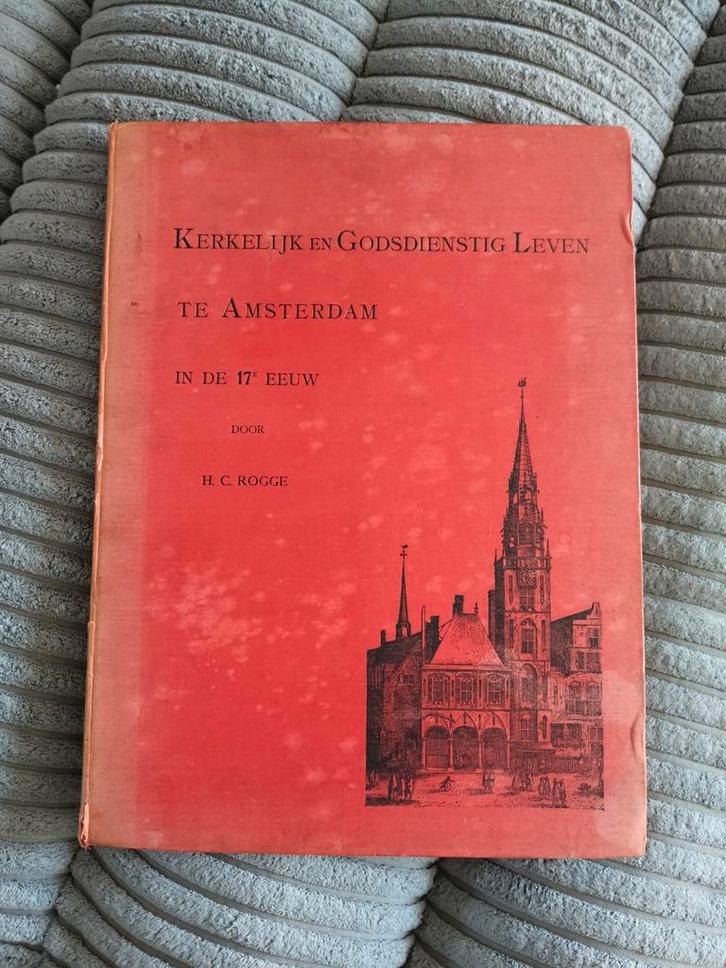 KERKELIJK EN GODSDIENSTIG LEVEN
TE AMSTERDAM
IN DE 17E EEUW
DOOR
H. C. ROGGE